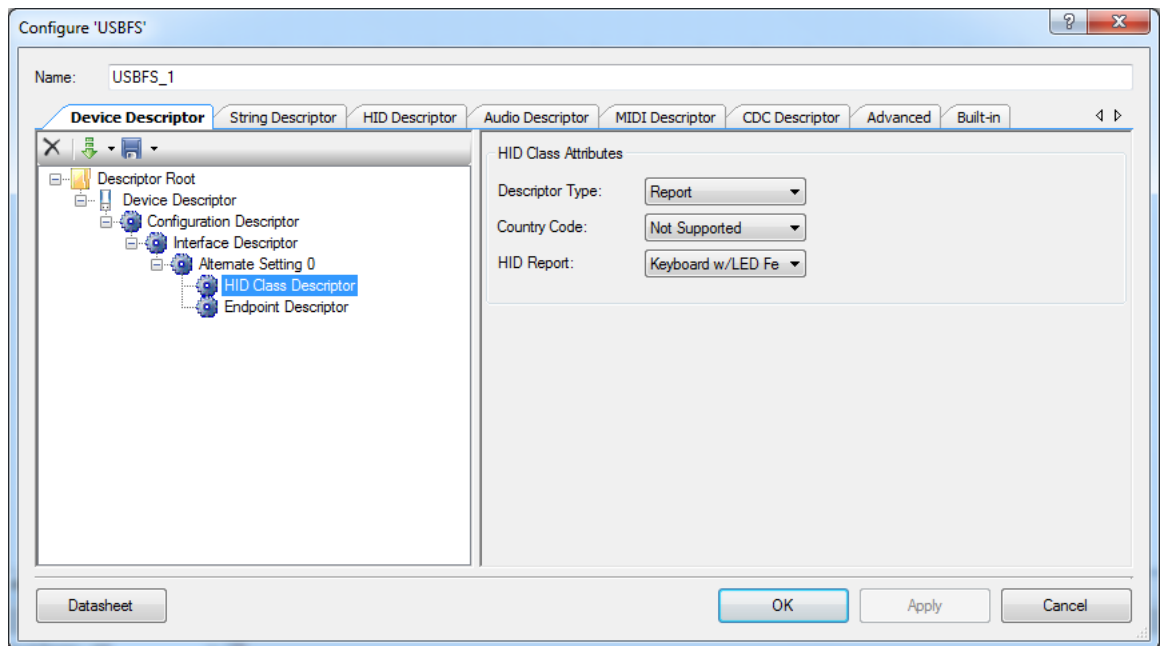 Configure 'USBFS'
Name: USBFS_1
Device Descriptor String Descriptor HID Descriptor Audio Descriptor MIDI Descriptor CDC Descriptor Advanced Built-in
Descriptor Root
Device Descriptor
Configuration Descriptor
Interface Descriptor
Alternate Setting 0
HID Class Descriptor
Endpoint Descriptor
HID Class Attributes
Descriptor Type: Report
Country Code: Not Supported
HID Report: Keyboard w/LED Fe
Datasheet OK Apply Cancel